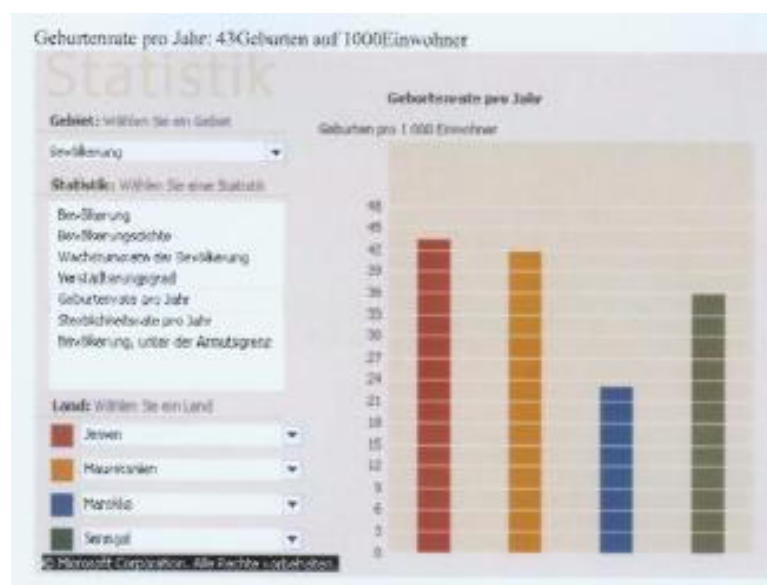 Geburtenrate pro Jahr: 43Geburten auf 1000Einwohner
Statistik
Geburtenrate pro Jahr
Gebiet: Wählen Sie ein Gebiet
Geburten pro 1 000 Einwohner
Bevölkerung
Statistik: Wählen Sie eine Statistik
Bevölkerung
Bevölkerungsdichte
Wachstumsrate der Bevölkerung
Verstädterungsgrad
Geburtenrate pro Jahr
Sterblichkeitsrate pro Jahr
Bevölkerung, unter der Armutsgrenz
Land: Wählen Sie ein Land
Jemen
Mauretanien
Marokko
Senegal
© Microsoft Corporation. Alle Rechte vorbehalten.
48
45
42
39
36
33
30
27
24
21
18
15
12
9
6
3
0